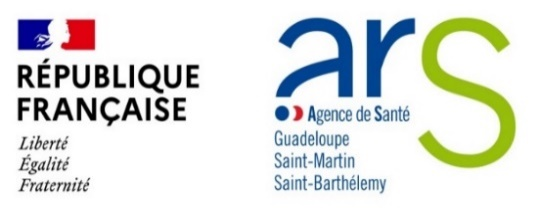 RÉPUBLIQUE
FRANÇAISE
Liberté
Égalité
Fraternité
ars
Agence de Santé
Guadeloupe
Saint-Martin
Saint-Barthélemy